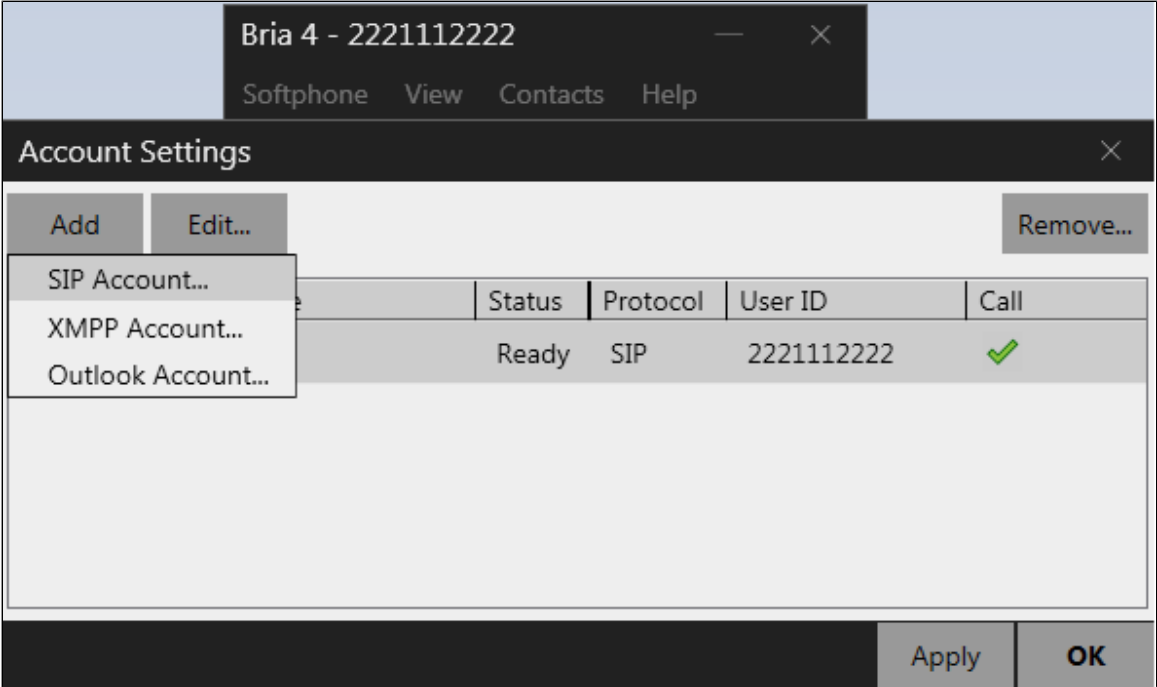 Bria 4 - 2221112222
Softphone View Contacts Help
Account Settings
Add Edit... Remove...
SIP Account...
XMPP Account...
Outlook Account...
Status Protocol User ID Call
Ready SIP 2221112222
Apply OK